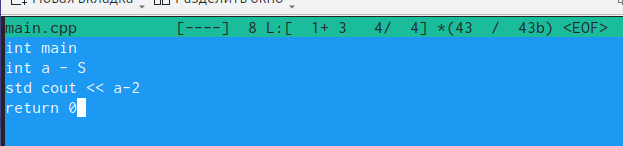 Новая вкладка Разделить окно
main.cpp [----] 8 L:[ 1+ 3 4/ 4] *(43 / 43b) <EOF>
int main
int a - S
std cout << a-2
return 0